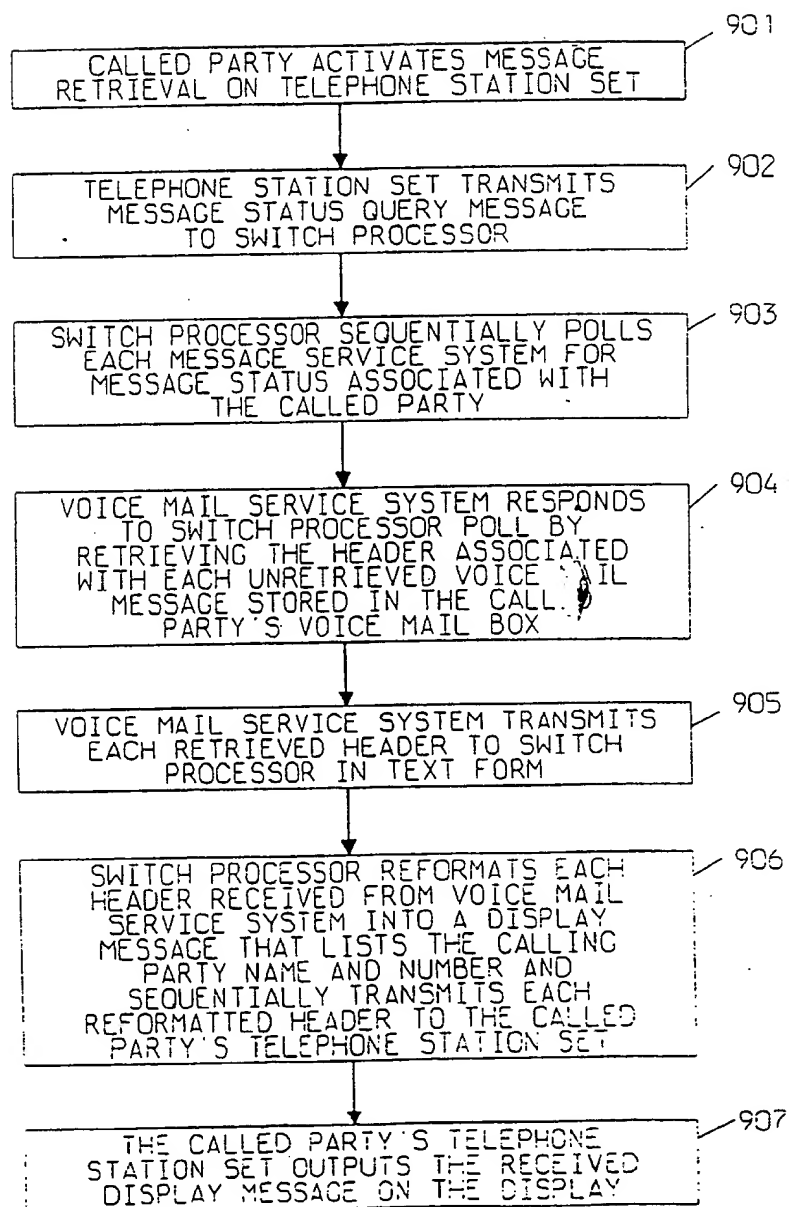 901
CALLED PARTY ACTIVATES MESSAGE
RETRIEVAL ON TELEPHONE STATION SET
902
TELEPHONE STATION SET TRANSMITS
MESSAGE STATUS QUERY MESSAGE
TO SWITCH PROCESSOR
903
SWITCH PROCESSOR SEQUENTIALLY POLLS
EACH MESSAGE SERVICE SYSTEM FOR
MESSAGE STATUS ASSOCIATED WITH
THE CALLED PARTY
904
VOICE MAIL SERVICE SYSTEM RESPONDS
TO SWITCH PROCESSOR POLL BY
RETRIEVING THE HEADER ASSOCIATED
WITH EACH UNRETRIEVED VOICE
MESSAGE STORED IN THE
PARTY'S VOICE MAIL BOX
905
VOICE MAIL SERVICE SYSTEM TRANSMITS
EACH RETRIEVED HEADER TO SWITCH
PROCESSOR IN TEXT FORM
906
SWITCH PROCESSOR REFORMATS EACH
HEADER RECEIVED FROM VOICE MAIL
SERVICE SYSTEM INTO A DISPLAY
MESSAGE THAT LISTS THE CALLING
PARTY NAME AND NUMBER AND
SEQUENTIALLY TRANSMITS EACH
REFORMATTED HEADER TO THE CALLED
PARTY'S TELEPHONE STATION SET
907
THE CALLED PARTY'S TELEPHONE
STATION SET OUTPUTS THE RECEIVED
DISPLAY MESSAGE ON THE DISPLAY